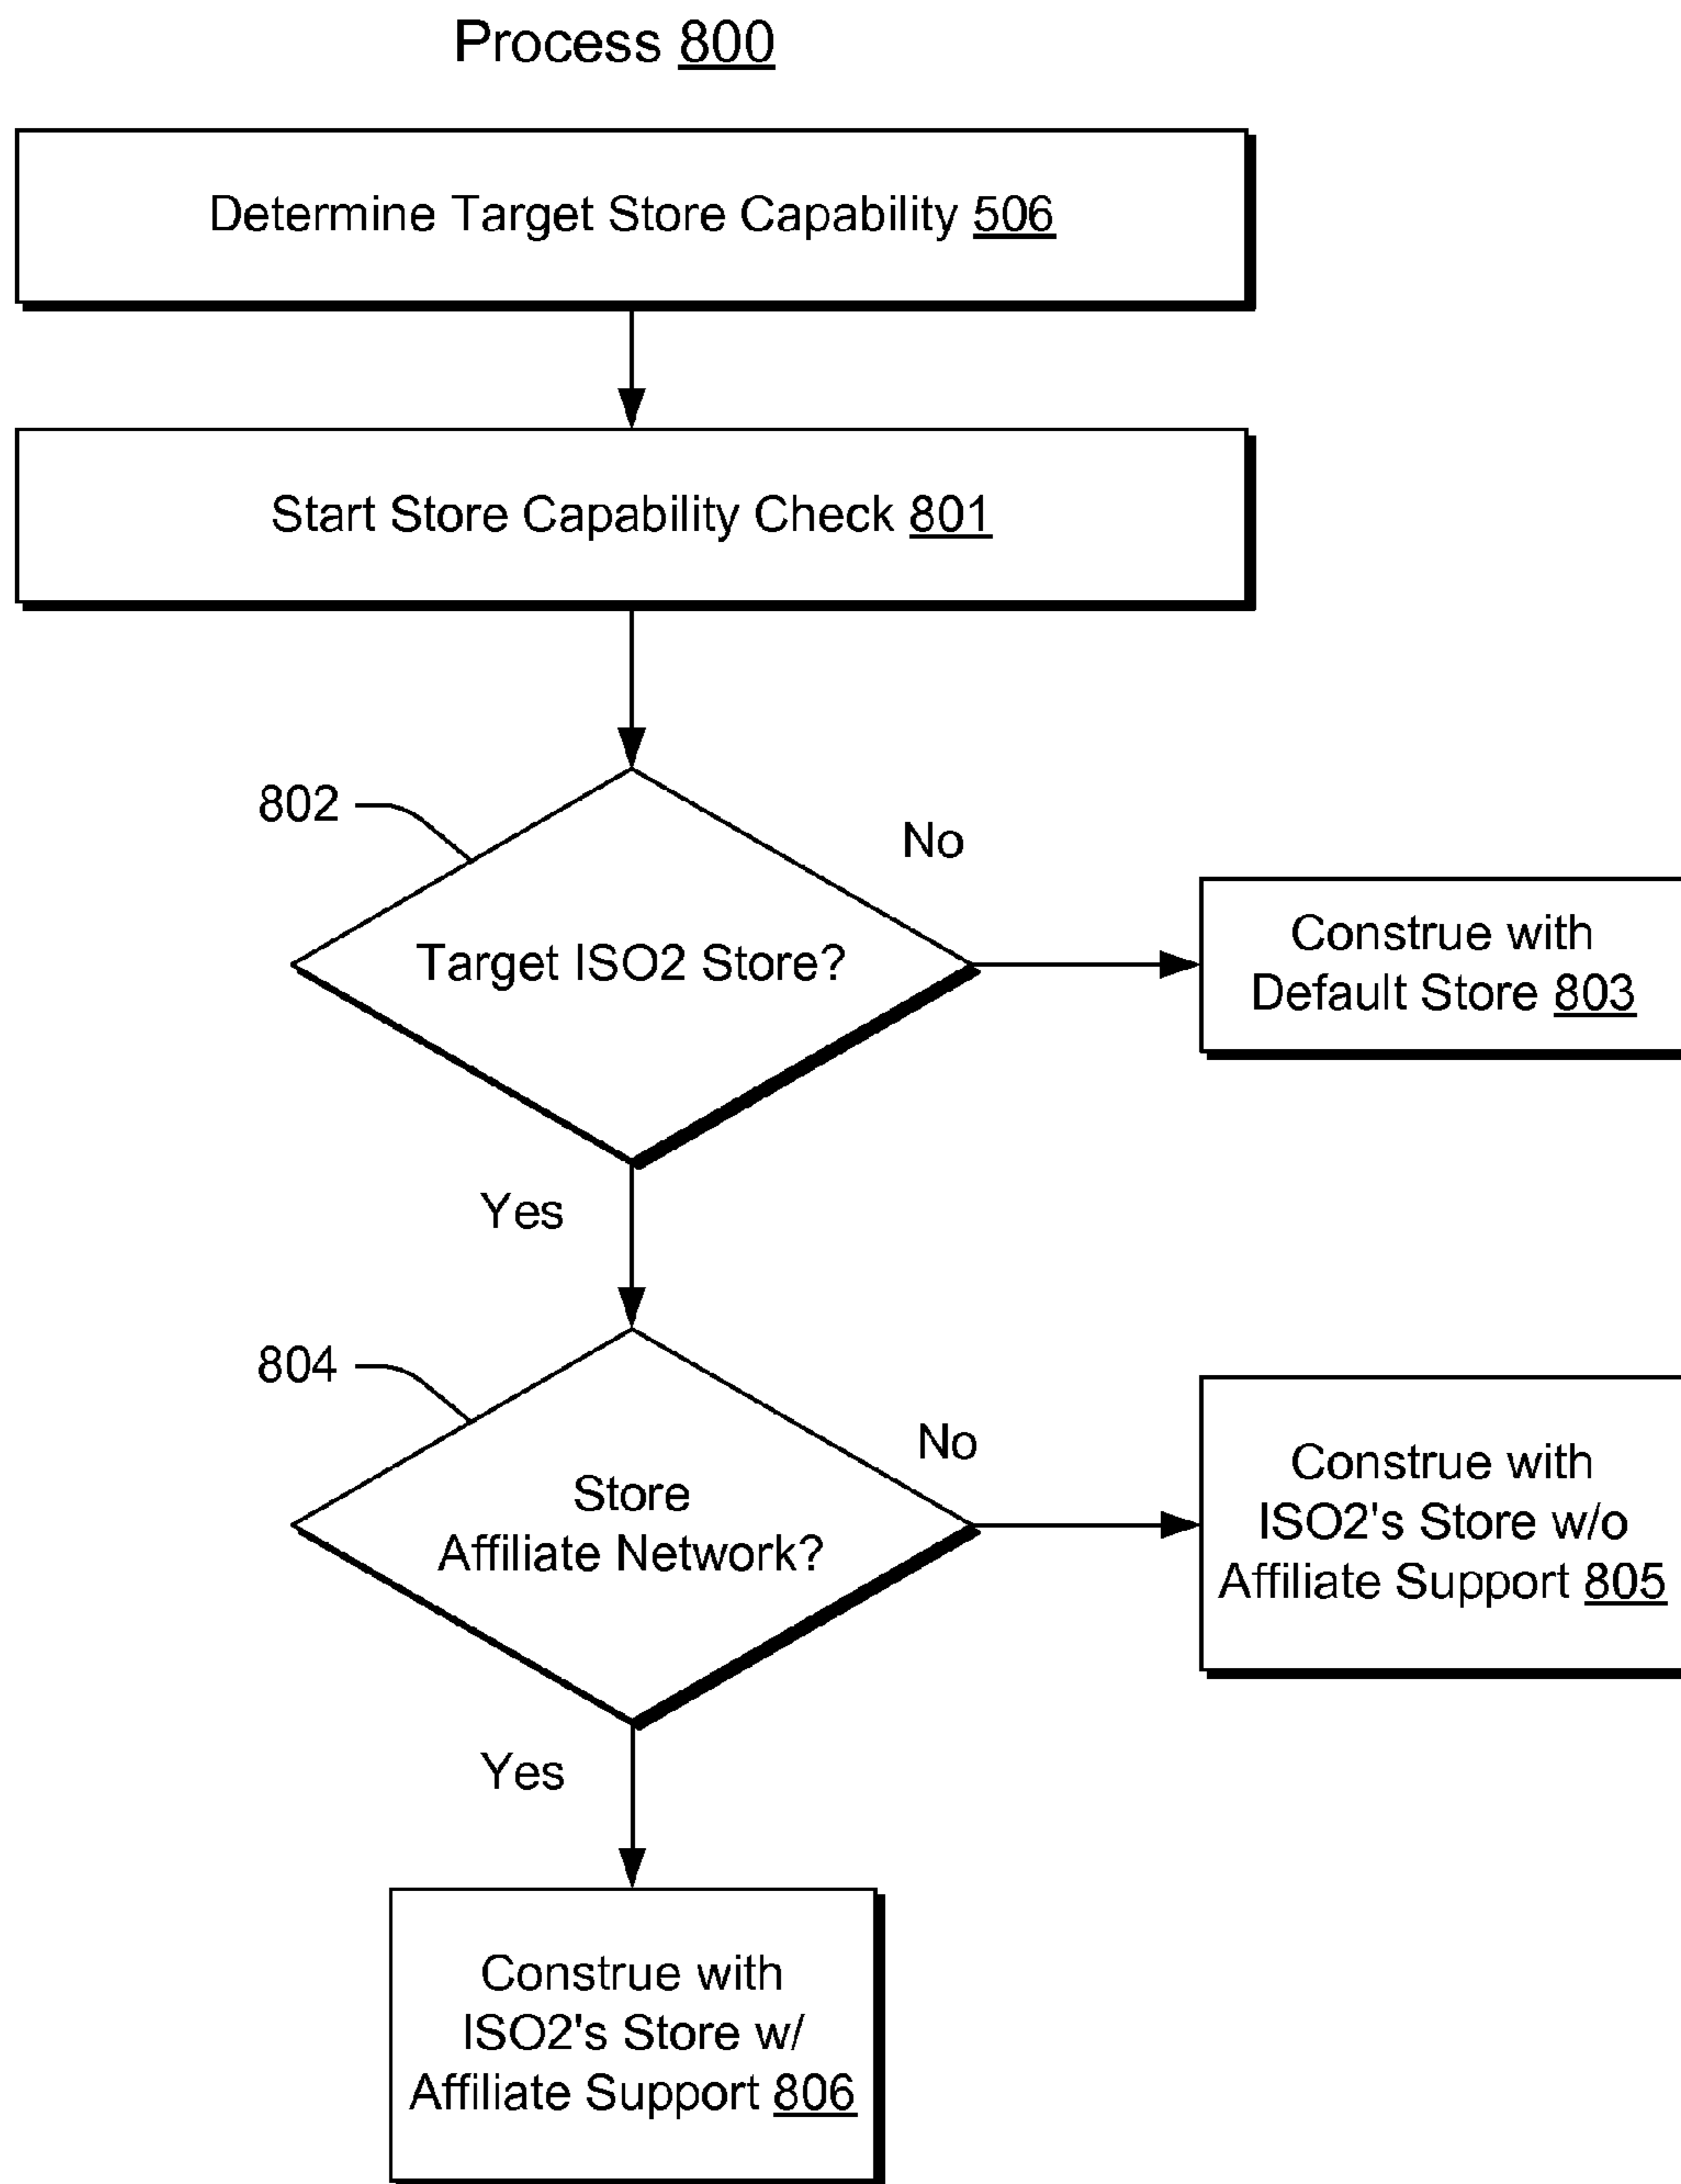 Process 800
Determine Target Store Capability 506
Start Store Capability Check 801
802
No
Target ISO2 Store?
Construe with
Default Store 803
Yes
804
No
Store
Affiliate Network?
Construe with
ISO2's Store w/o
Affiliate Support 805
Yes
Construe with
ISO2's Store w/
Affiliate Support 806